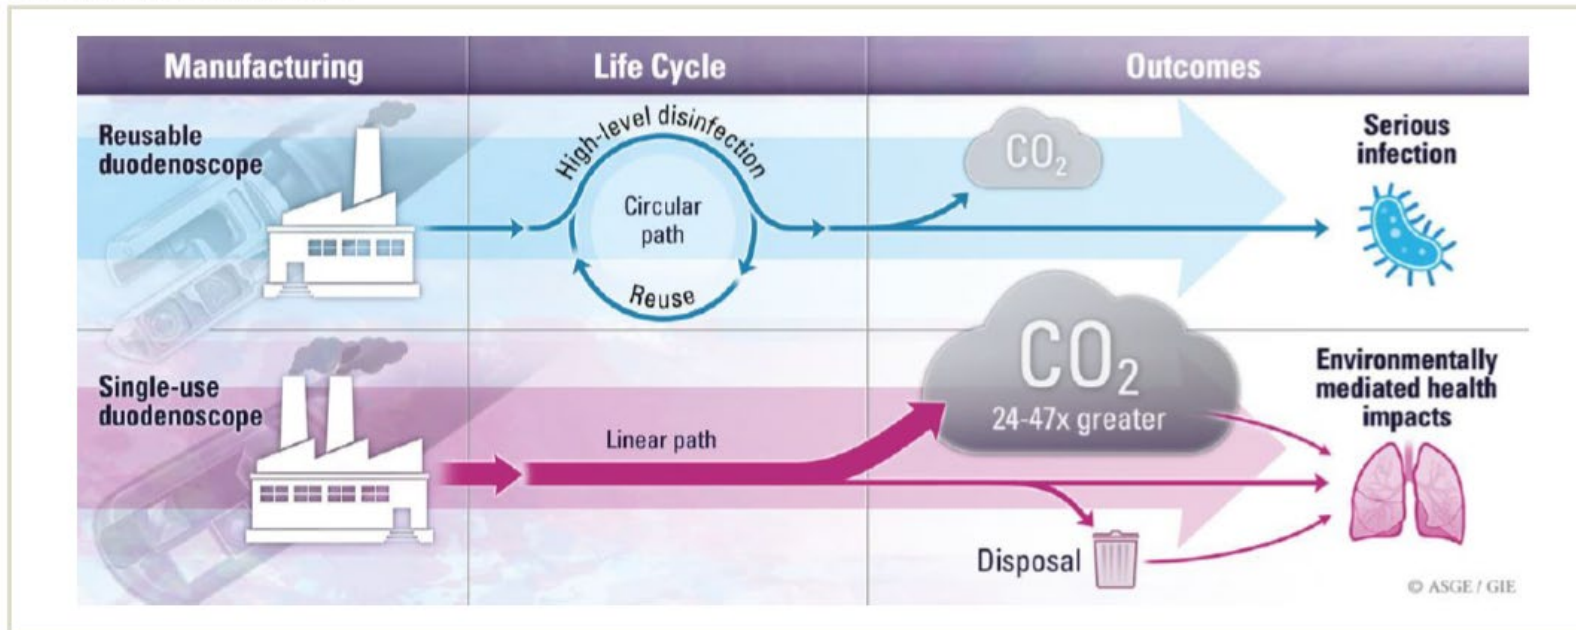 Manufacturing
Life Cycle
Outcomes
Reusable
duodenoscope
High-level disinfection
Circular
path
Reuse
CO₂
Serious
infection
Single-use
duodenoscope
Linear path
CO₂
24-47x greater
Disposal
Environmentally
mediated health
impacts
© ASGE / GIE